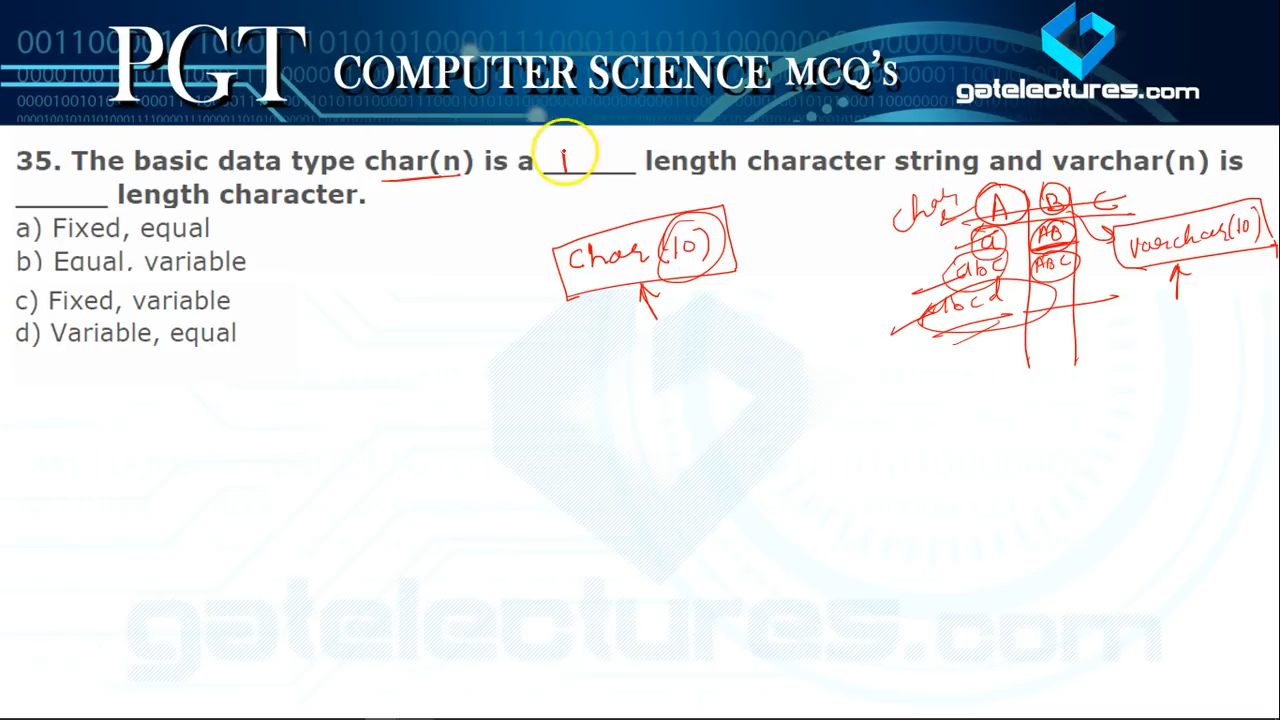 PGT COMPUTER SCIENCE MCQ'S
gatelectures.com
35. The basic data type char(n) is a ______ length character string and varchar(n) is
______ length character.
a) Fixed, equal
b) Equal, variable
c) Fixed, variable
d) Variable, equal
char (10)
char A B C
a AB varchar(10)
abc ABC
abcd
gatelectures.com